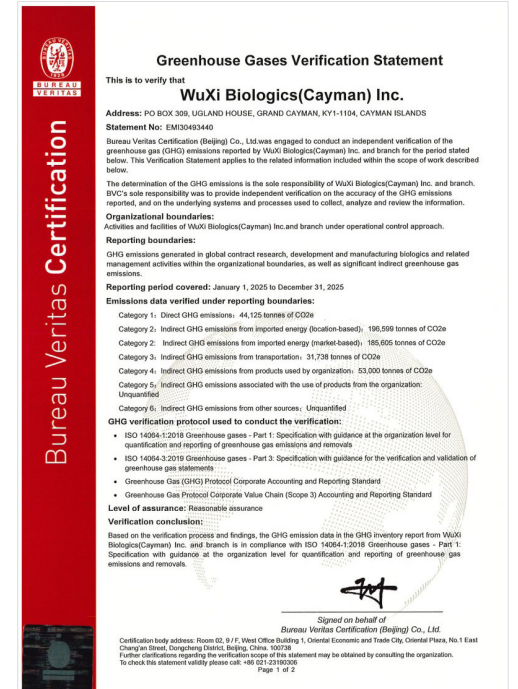 BUREAU
VERITAS
Bureau Veritas Certification
Greenhouse Gases Verification Statement
This is to verify that
WuXi Biologics(Cayman) Inc.
Address: PO BOX 309, UGLAND HOUSE, GRAND CAYMAN, KY1-1104, CAYMAN ISLANDS
Statement No: EMI30493440
Bureau Veritas Certification (Beijing) Co., Ltd.was engaged to conduct an independent verification of the
greenhouse gas (GHG) emissions reported by WuXi Biologics(Cayman) Inc. and branch for the period stated
below. This Verification Statement applies to the related information included within the scope of work described
below.
The determination of the GHG emissions is the sole responsibility of WuXi Biologics(Cayman) Inc. and branch.
BVC's sole responsibility was to provide independent verification on the accuracy of the GHG emissions
reported, and on the underlying systems and processes used to collect, analyze and review the information.
Organizational boundaries:
Activities and facilities of WuXi Biologics(Cayman) Inc.and branch under operational control approach.
Reporting boundaries:
GHG emissions generated in global contract research, development and manufacturing biologics and related
management activities within the organizational boundaries, as well as significant indirect greenhouse gas
emissions.
Reporting period covered: January 1, 2025 to December 31, 2025
Emissions data verified under reporting boundaries:
Category 1: Direct GHG emissions: 44,125 tonnes of CO2e
Category 2: Indirect GHG emissions from imported energy (location-based): 196,599 tonnes of CO2e
Category 2: Indirect GHG emissions from imported energy (market-based): 185,605 tonnes of CO2e
Category 3: Indirect GHG emissions from transportation: 31,738 tonnes of CO2e
Category 4: Indirect GHG emissions from products used by organization: 53,000 tonnes of CO2e
Category 5: Indirect GHG emissions associated with the use of products from the organization:
Unquantified
Category 6: Indirect GHG emissions from other sources: Unquantified
GHG verification protocol used to conduct the verification:
• ISO 14064-1:2018 Greenhouse gases - Part 1: Specification with guidance at the organization level for
quantification and reporting of greenhouse gas emissions and removals
• ISO 14064-3:2019 Greenhouse gases - Part 3: Specification with guidance for the verification and validation of
greenhouse gas statements
• Greenhouse Gas (GHG) Protocol Corporate Accounting and Reporting Standard
• Greenhouse Gas Protocol Corporate Value Chain (Scope 3) Accounting and Reporting Standard
Level of assurance: Reasonable assurance
Verification conclusion:
Based on the verification process and findings, the GHG emission data in the GHG inventory report from WuXi
Biologics(Cayman) Inc. and branch is in compliance with ISO 14064-1:2018 Greenhouse gases - Part 1:
Specification with guidance at the organization level for quantification and reporting of greenhouse gas
emissions and removals.
Signed on behalf of
Bureau Veritas Certification (Beijing) Co., Ltd.
Certification body address: Room 02, 9 / F, West Office Building 1, Oriental Economic and Trade City, Oriental Plaza, No.1 East
Chang'an Street, Dongcheng District, Beijing, China. 100738
Further clarifications regarding the verification scope of this statement may be obtained by consulting the organization.
To check this statement validity please call: +86 021-23190306
Page 1 of 2